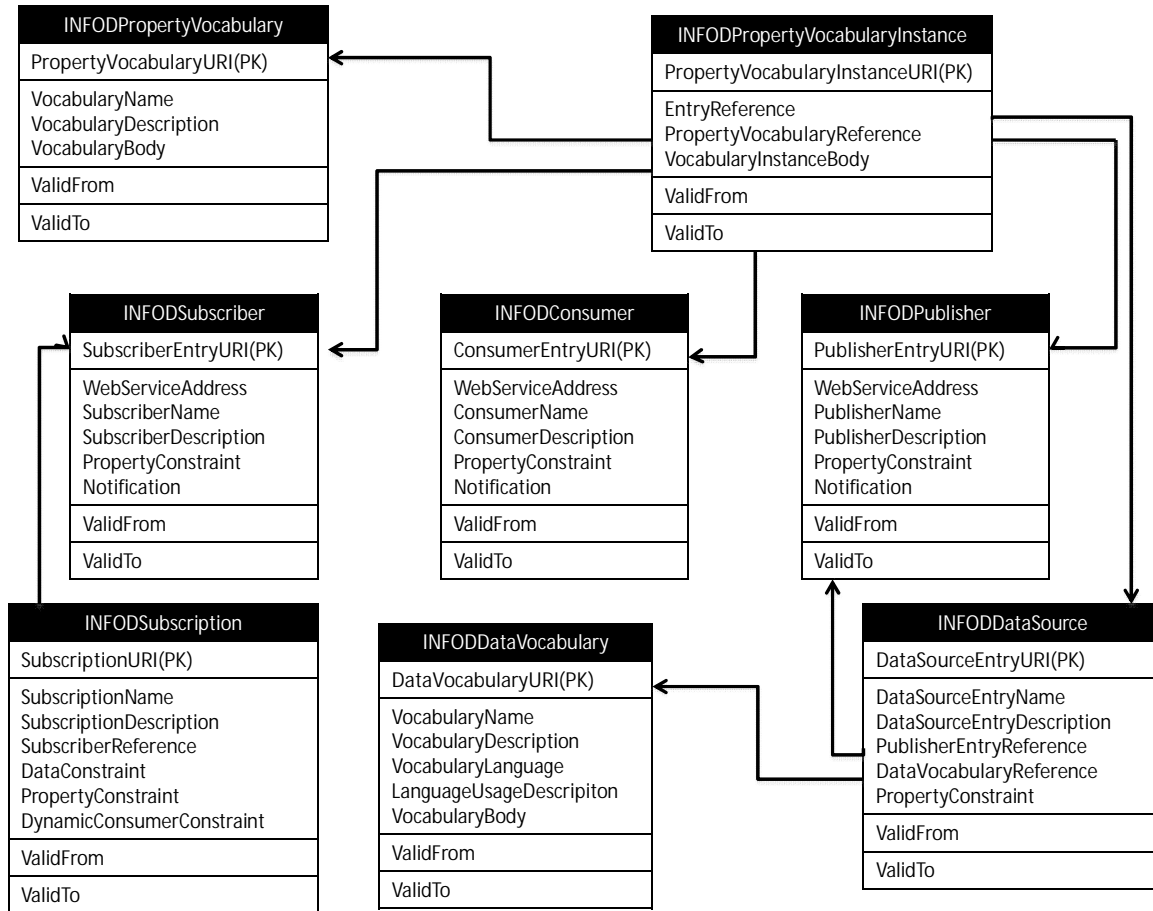 INFODPropertyVocabulary
PropertyVocabularyURI(PK)
VocabularyName
VocabularyDescription
VocabularyBody
ValidFrom
ValidTo
INFODPropertyVocabularyInstance
PropertyVocabularyInstanceURI(PK)
EntryReference
PropertyVocabularyReference
VocabularyInstanceBody
ValidFrom
ValidTo
INFODSubscriber
SubscriberEntryURI(PK)
WebServiceAddress
SubscriberName
SubscriberDescription
PropertyConstraint
Notification
ValidFrom
ValidTo
INFODConsumer
ConsumerEntryURI(PK)
WebServiceAddress
ConsumerName
ConsumerDescription
PropertyConstraint
Notification
ValidFrom
ValidTo
INFODPublisher
PublisherEntryURI(PK)
WebServiceAddress
PublisherName
PublisherDescription
PropertyConstraint
Notification
ValidFrom
ValidTo
INFODSubscription
SubscriptionURI(PK)
SubscriptionName
SubscriptionDescription
SubscriberReference
DataConstraint
PropertyConstraint
DynamicConsumerConstraint
ValidFrom
ValidTo
INFODDataVocabulary
DataVocabularyURI(PK)
VocabularyName
VocabularyDescription
VocabularyLanguage
LanguageUsageDescripiton
VocabularyBody
ValidFrom
ValidTo
INFODDataSource
DataSourceEntryURI(PK)
DataSourceEntryName
DataSourceEntryDescription
PublisherEntryReference
DataVocabularyReference
PropertyConstraint
ValidFrom
ValidTo